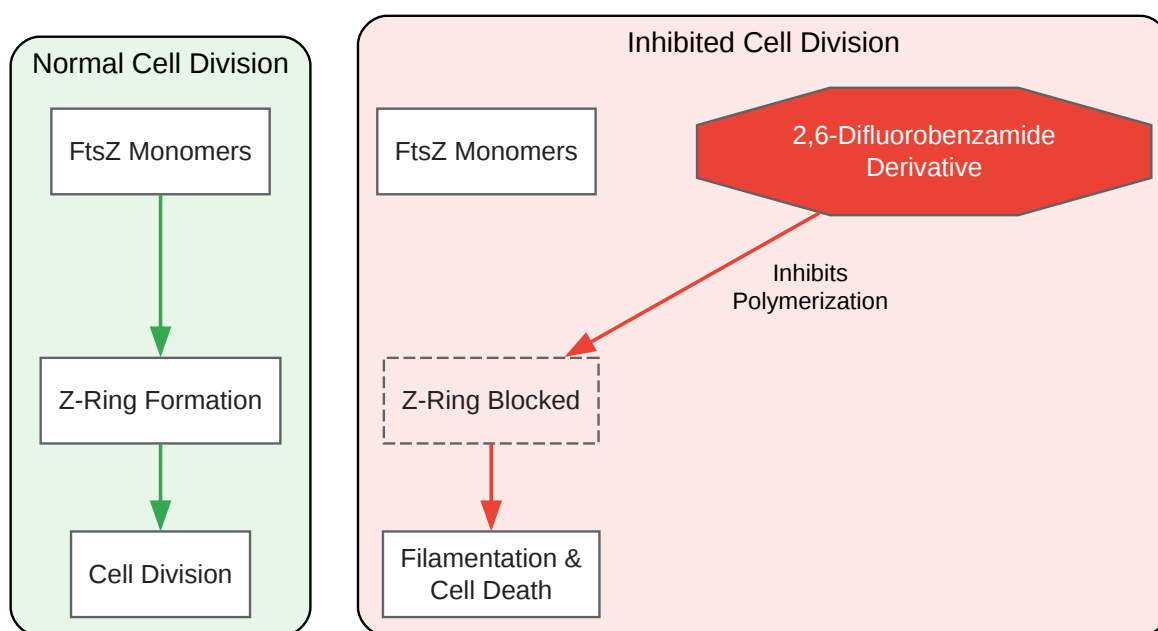 Normal Cell Division
FtsZ Monomers
Z-Ring Formation
Cell Division
Inhibited Cell Division
FtsZ Monomers
2,6-Difluorobenzamide
Derivative
Inhibits
Polymerization
Z-Ring Blocked
Filamentation &
Cell Death